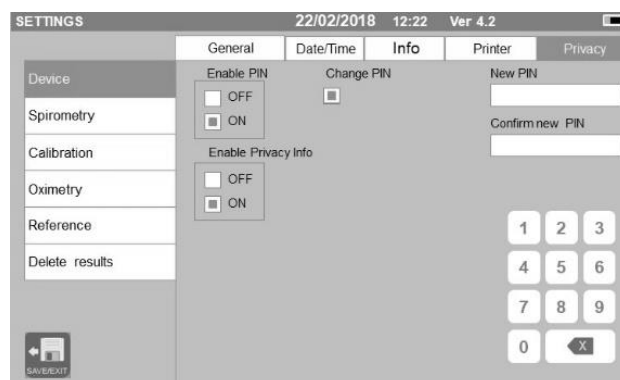 SETTINGS 22/02/2018 12:22 Ver 4.2
General Date/Time Info Printer Privacy
Device
Spirometry
Calibration
Oximetry
Reference
Delete results
Enable PIN
OFF
ON
Change PIN
New PIN
Confirm new PIN
Enable Privacy Info
OFF
ON
1 2 3
4 5 6
7 8 9
0 X
SAVE/EXIT